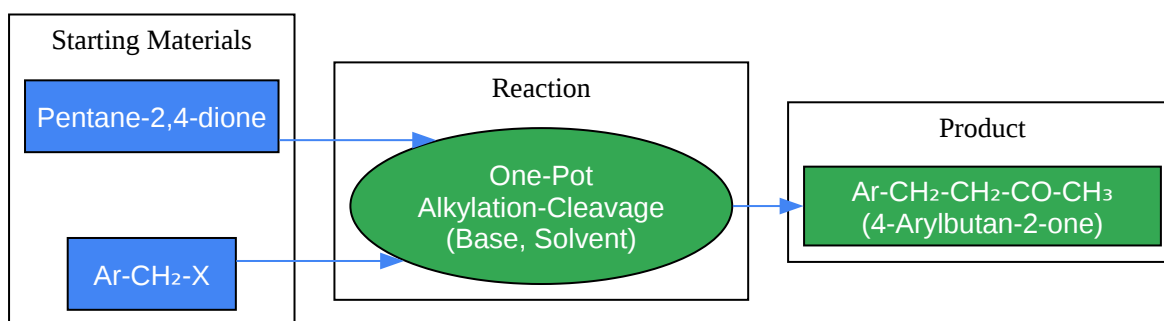 Starting Materials
Pentane-2,4-dione
Ar-CH₂-X
Reaction
One-Pot
Alkylation-Cleavage
(Base, Solvent)
Product
Ar-CH₂-CH₂-CO-CH₃
(4-Arylbutan-2-one)